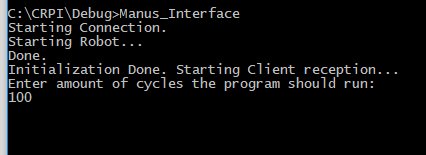 C:\CRPI\Debug>Manus_Interface
Starting Connection.
Starting Robot...
Done.
Initialization Done. Starting Client reception...
Enter amount of cycles the program should run:
100